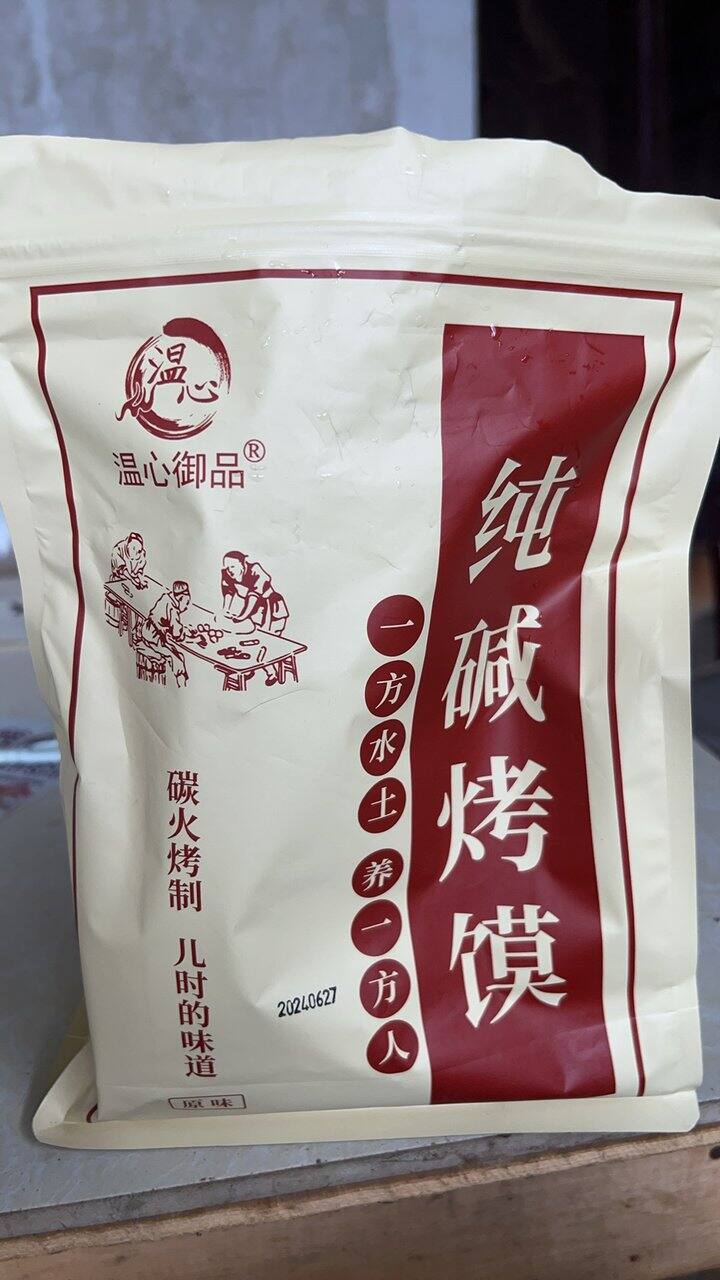 温心
温心御品®
纯碱烤馍
一方水土 养一方人
碳火烤制 儿时的味道
20240627
原味